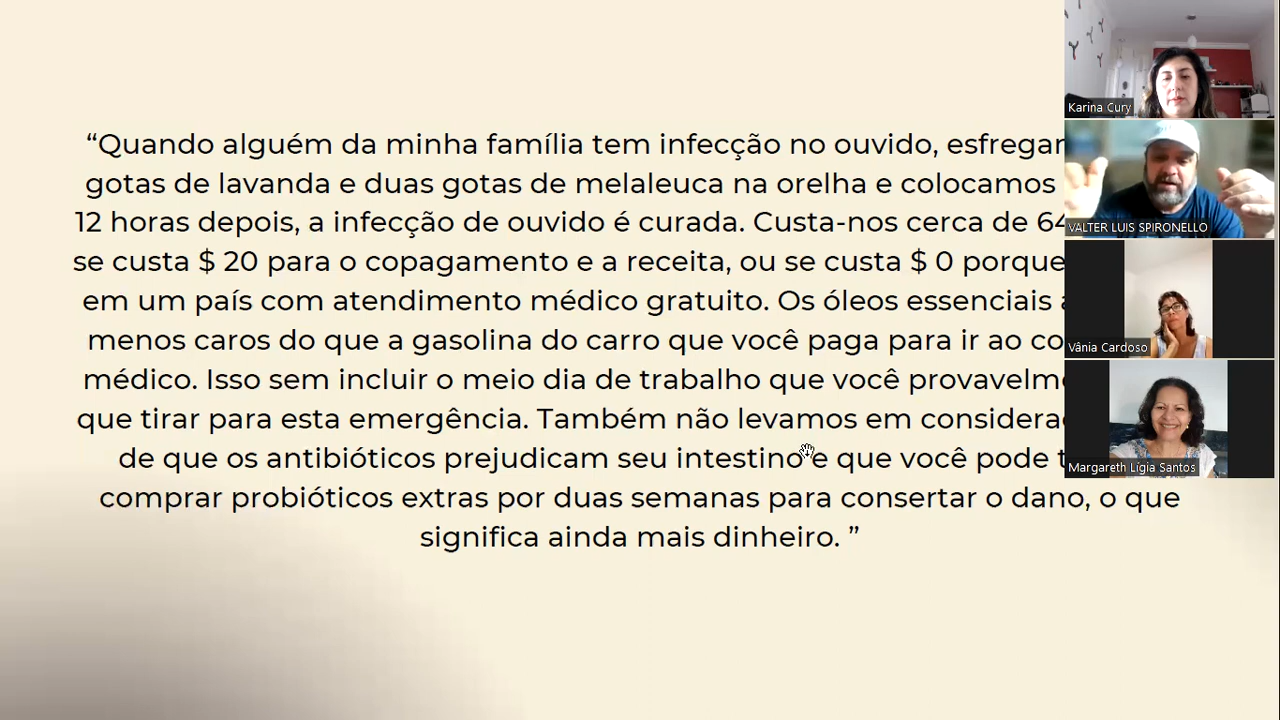 “Quando alguém da minha família tem infecção no ouvido,
gotas de lavanda e duas gotas de melaleuca na orelha e colocamos
12 horas depois, a infecção de ouvido é curada. Custa-nos cerca de
se custa $ 20 para o copagamento e a receita, ou se custa $ 0 porque
em um país com atendimento médico gratuito. Os óleos essenciais
menos caros do que a gasolina do carro que você paga para ir ao
médico. Isso sem incluir o meio dia de trabalho que você
que tirar para esta emergência. Também não levamos em
de que os antibióticos prejudicam seu intestino e que você pode
comprar probióticos extras por duas semanas para consertar o dano, o que
significa ainda mais dinheiro. ”
Karina Cury
VALTER LUIS SPIRONELLO
Vânia Cardoso
Margareth Lígia Santos